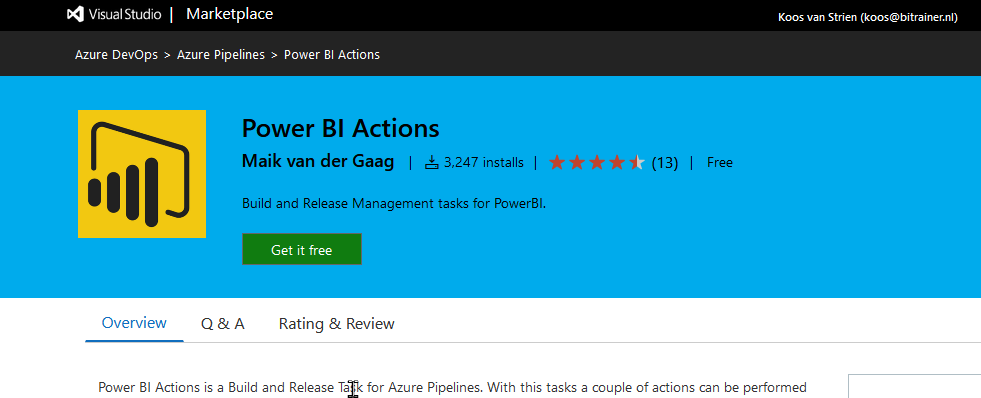 Visual Studio | Marketplace
Koos van Strien (koos@bitrainer.nl)
Azure DevOps > Azure Pipelines > Power BI Actions
Power BI Actions
Maik van der Gaag | 3,247 installs | (13) | Free
Build and Release Management tasks for PowerBI.
Get it free
Overview Q & A Rating & Review
Power BI Actions is a Build and Release Task for Azure Pipelines. With this tasks a couple of actions can be performed